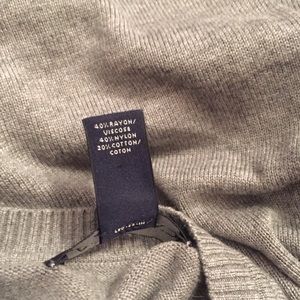 40% RAYON/
VISCOSE
40% NYLON
20% COTTON/
COTON